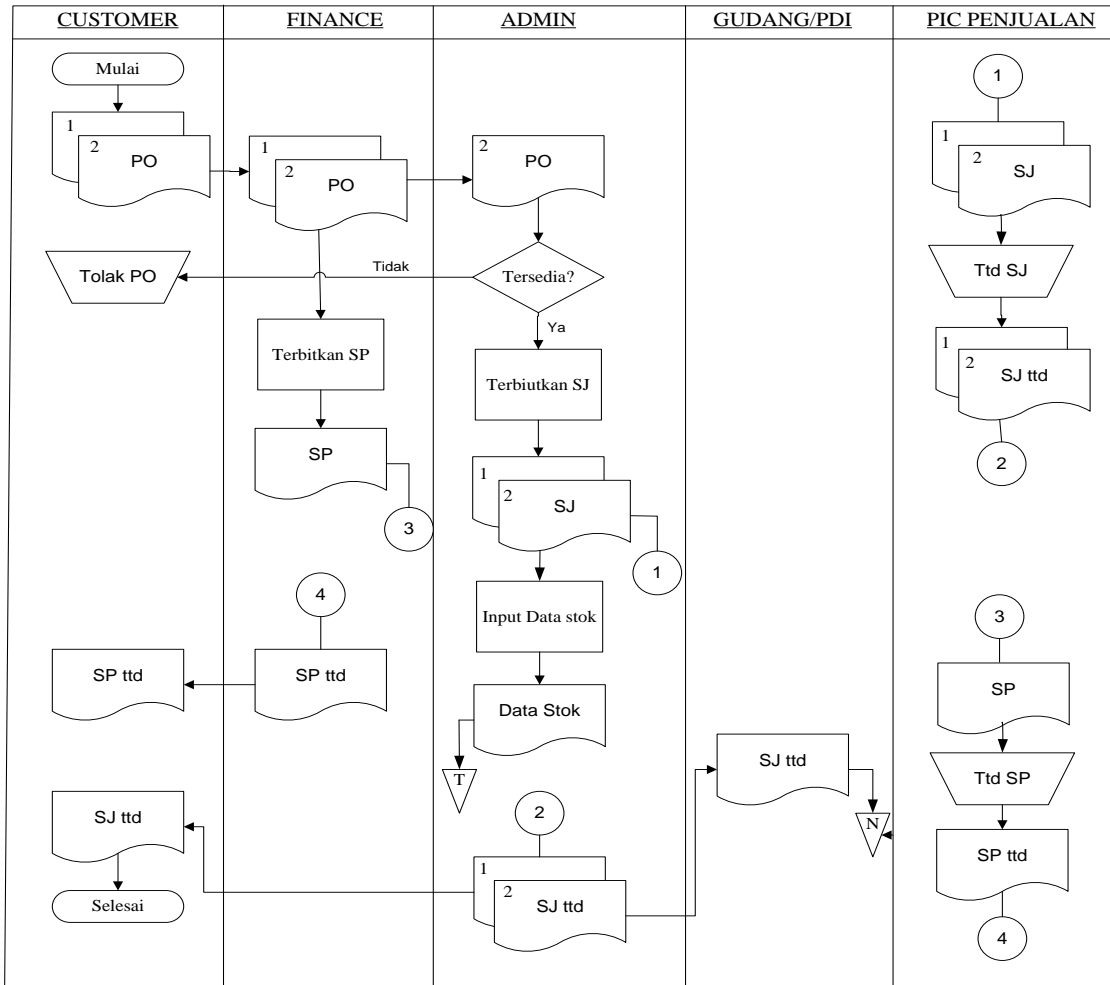 CUSTOMER
FINANCE
ADMIN
GUDANG/PDI
PIC PENJUALAN
Mulai
1
2
PO
Tolak PO
SP ttd
SJ ttd
Selesai
1
2
PO
Tidak
Terbitkan SP
SP
3
4
SP ttd
2
PO
Tersedia?
Ya
Terbiutkan SJ
1
2
SJ
1
Input Data stok
Data Stok
T
2
1
2
SJ ttd
SJ ttd
N
1
1
2
SJ
Ttd SJ
1
2
SJ ttd
2
3
SP
Ttd SP
SP ttd
4